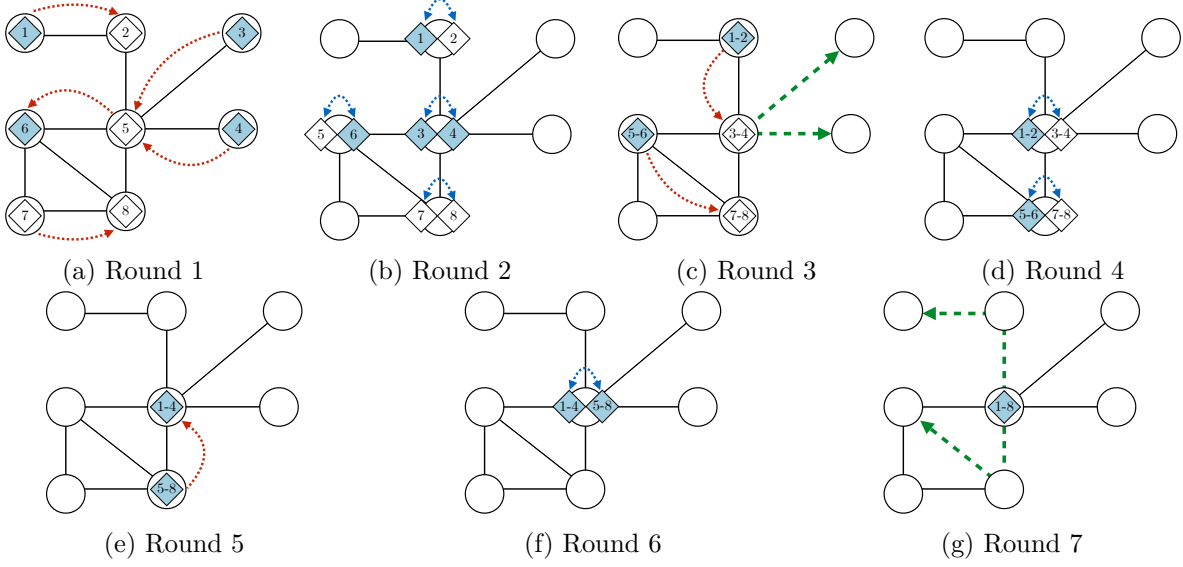 1 2 3
6 5 4
7 8
(a) Round 1
1 2
5 6 3 4
7 8
(b) Round 2
1-2
5-6 3-4
7-8
(c) Round 3
1-2 3-4
5-6 7-8
(d) Round 4
1-4
5-8
(e) Round 5
1-4 5-8
(f) Round 6
1-8
(g) Round 7